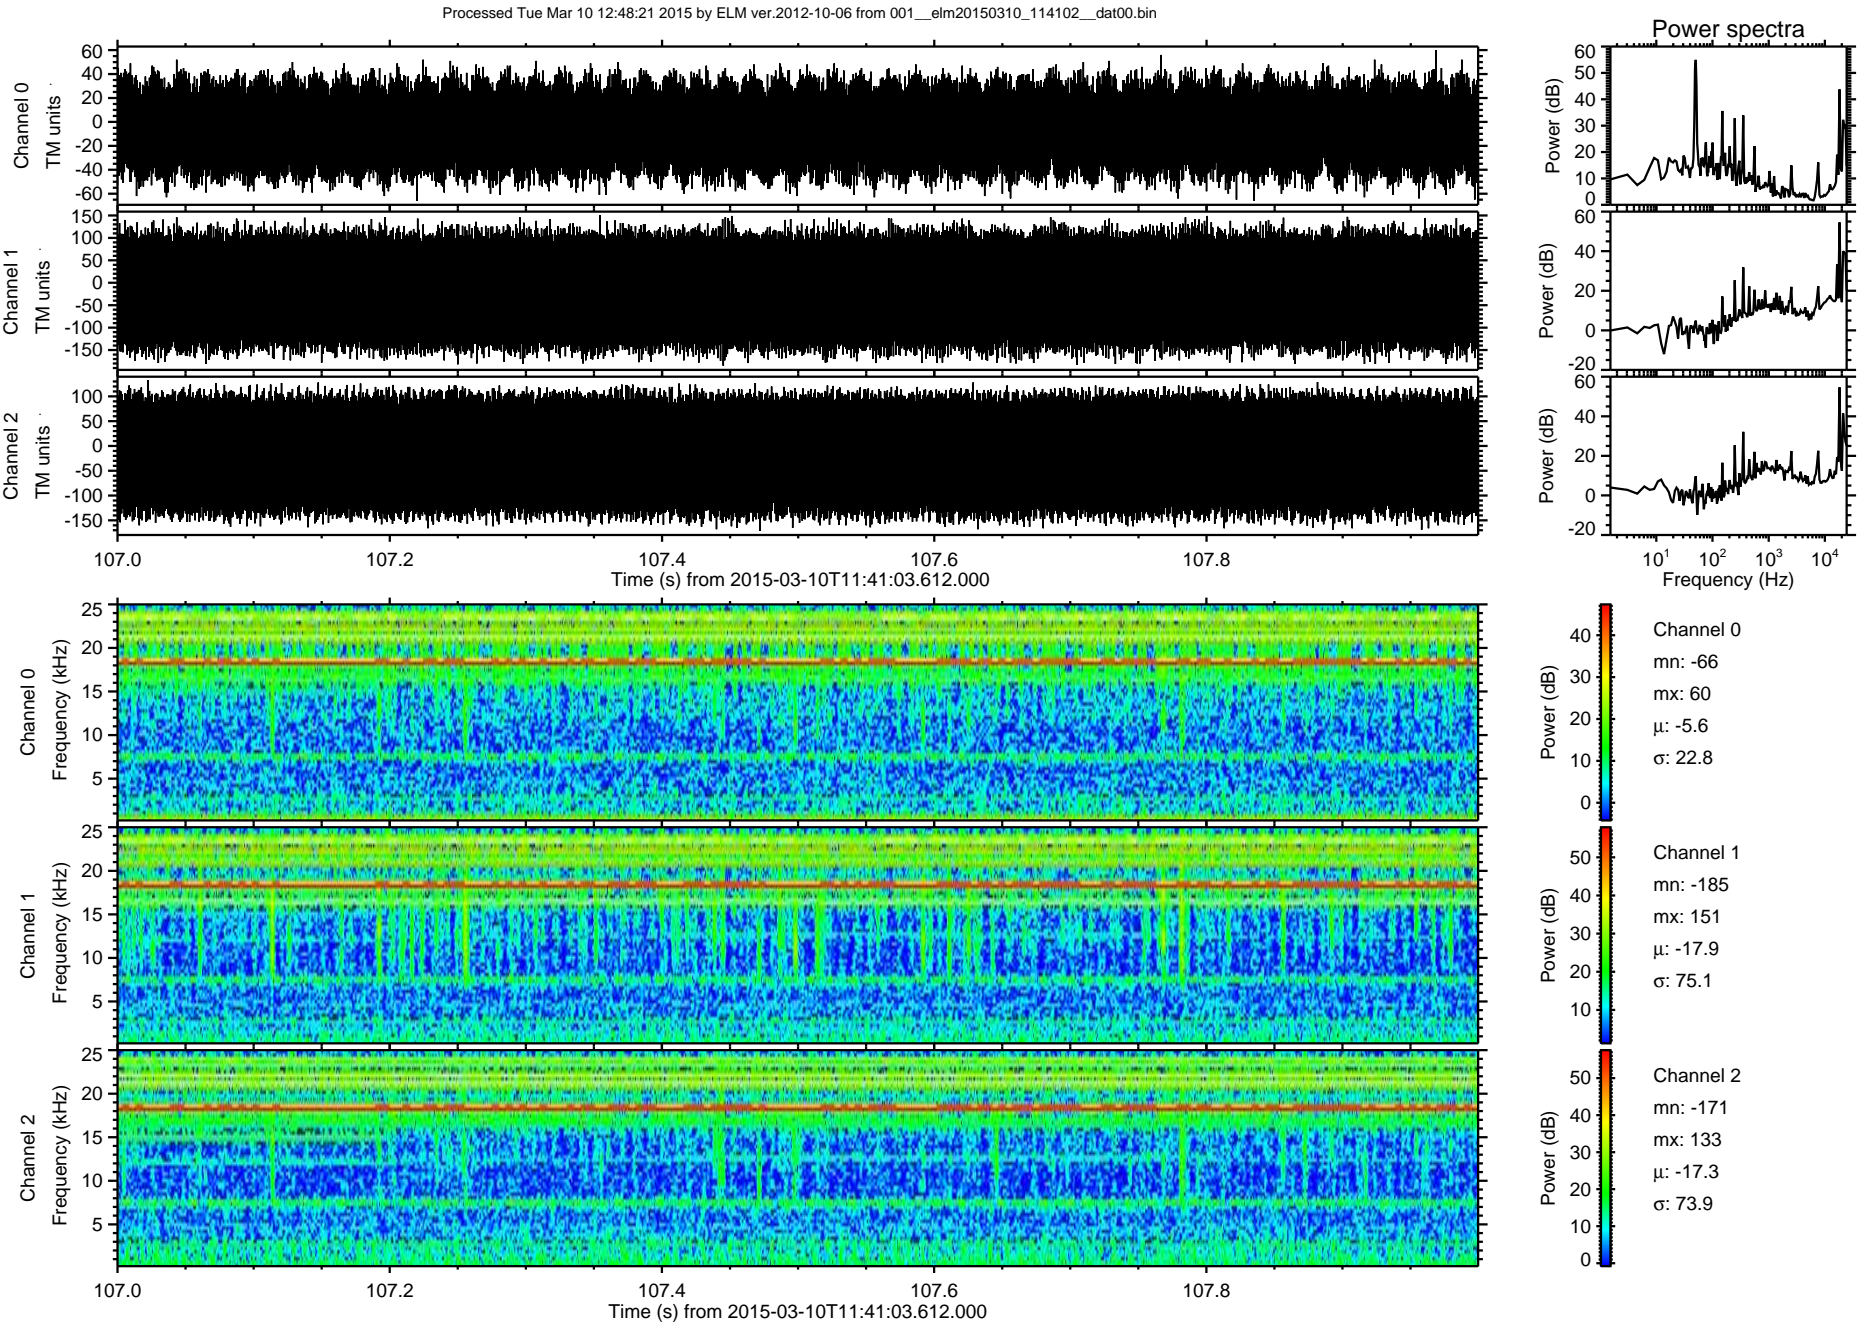 Processed Tue Mar 10 12:48:21 2015 by ELM ver.2012-10-06 from 001__elm20150310_114102__dat00.bin
Power spectra
Channel 0
TM units
60
40
20
0
-20
-40
-60
Power (dB)
60
50
40
30
20
10
0
Channel 1
TM units
150
100
50
0
-50
-100
-150
Power (dB)
60
40
20
0
-20
Channel 2
TM units
100
50
0
-50
-100
-150
Power (dB)
60
40
20
0
-20
107.0 107.2 107.4 107.6 107.8
Time (s) from 2015-03-10T11:41:03.612.000
10^1 10^2 10^3 10^4
Frequency (Hz)
Channel 0
Frequency (kHz)
25
20
15
10
5
Power (dB)
40
30
20
10
0
Channel 0
mn: -66
mx: 60
μ: -5.6
σ: 22.8
Channel 1
Frequency (kHz)
25
20
15
10
5
Power (dB)
50
40
30
20
10
Channel 1
mn: -185
mx: 151
μ: -17.9
σ: 75.1
Channel 2
Frequency (kHz)
25
20
15
10
5
Power (dB)
50
40
30
20
10
0
Channel 2
mn: -171
mx: 133
μ: -17.3
σ: 73.9
107.0 107.2 107.4 107.6 107.8
Time (s) from 2015-03-10T11:41:03.612.000